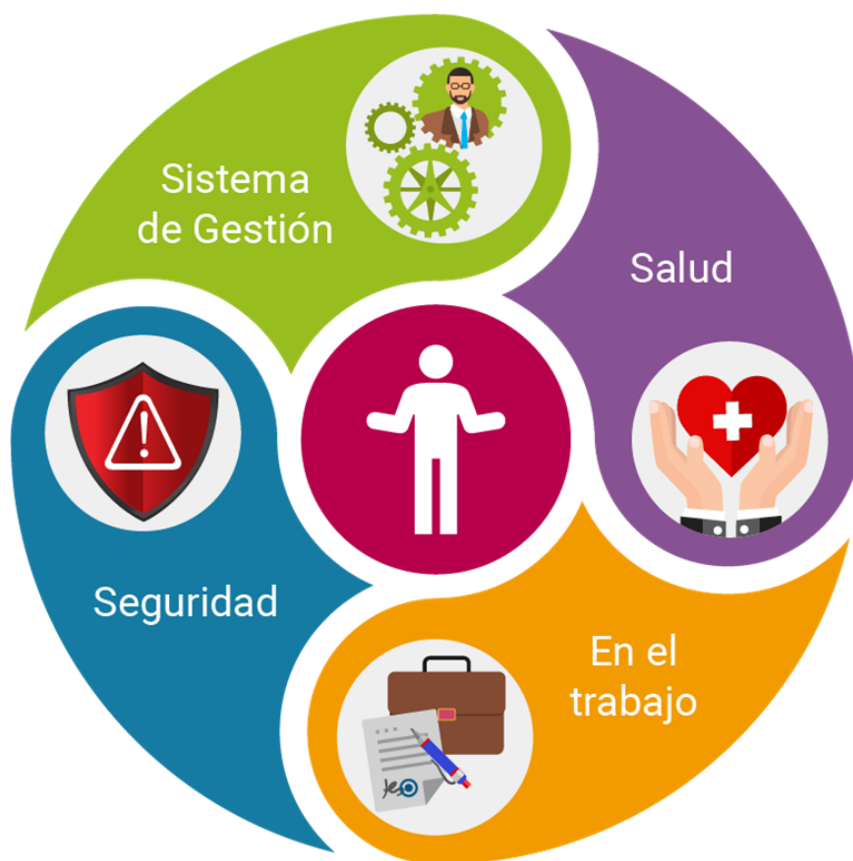 Sistema
de Gestión
Salud
Seguridad
En el
trabajo